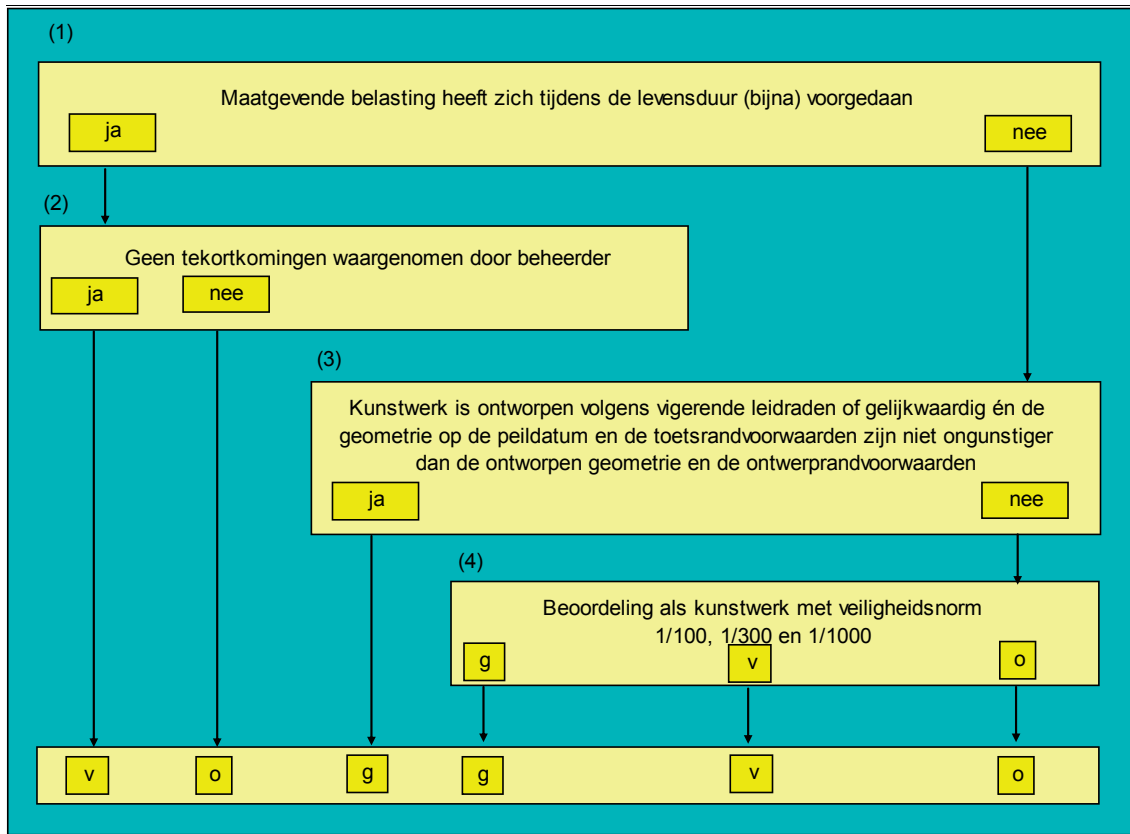 (1)
Maatgevende belasting heeft zich tijdens de levensduur (bijna) voorgedaan
ja
nee
(2)
Geen tekortkomingen waargenomen door beheerder
ja
nee
(3)
Kunstwerk is ontworpen volgens vigerende leidraden of gelijkwaardig én de
geometrie op de peildatum en de toetsrandvoorwaarden zijn niet ongunstiger
dan de ontworpen geometrie en de ontwerprandvoorwaarden
ja
nee
(4)
Beoordeling als kunstwerk met veiligheidsnorm
1/100, 1/300 en 1/1000
g
v
o
v
o
g
g
v
o